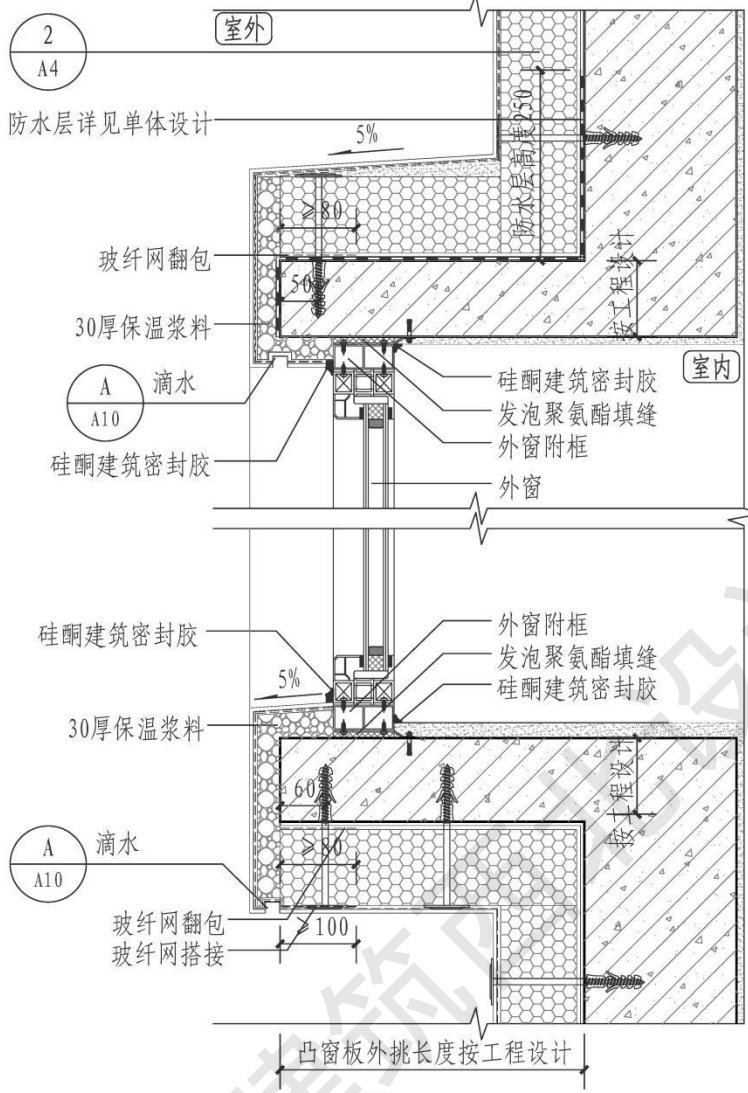 室外
2
A4
防水层详见单体设计
5%
防水层高度250
≥80
玻纤网翻包
50
按工程设计
30厚保温浆料
室内
A
A10
滴水
硅酮建筑密封胶
发泡聚氨酯填缝
外窗附框
硅酮建筑密封胶
外窗
硅酮建筑密封胶
外窗附框
发泡聚氨酯填缝
硅酮建筑密封胶
5%
30厚保温浆料
60
按工程设计
A
A10
滴水
≥80
玻纤网翻包
玻纤网搭接
≥100
凸窗板外挑长度按工程设计
建筑西北设